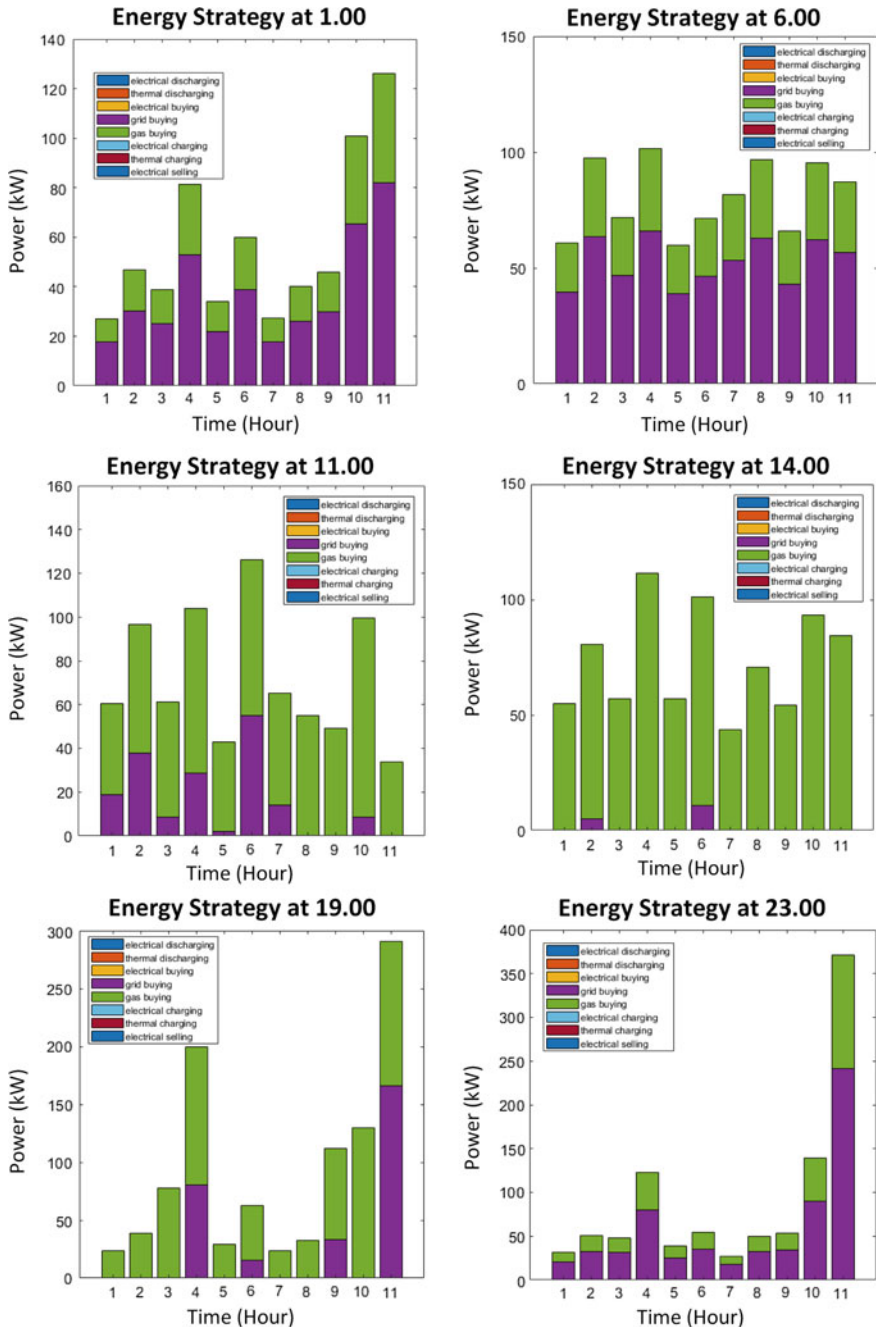 Energy Strategy at 1.00
140
120
100
80
60
40
20
0
Power (kW)
electrical discharging
thermal discharging
electrical buying
grid buying
gas buying
electrical charging
thermal charging
electrical selling
1 2 3 4 5 6 7 8 9 10 11
Time (Hour)
Energy Strategy at 6.00
150
100
50
0
Power (kW)
electrical discharging
thermal discharging
electrical buying
grid buying
gas buying
electrical charging
thermal charging
electrical selling
1 2 3 4 5 6 7 8 9 10 11
Time (Hour)
Energy Strategy at 11.00
160
140
120
100
80
60
40
20
0
Power (kW)
electrical discharging
thermal discharging
electrical buying
grid buying
gas buying
electrical charging
thermal charging
electrical selling
1 2 3 4 5 6 7 8 9 10 11
Time (Hour)
Energy Strategy at 14.00
150
100
50
0
Power (kW)
electrical discharging
thermal discharging
electrical buying
grid buying
gas buying
electrical charging
thermal charging
electrical selling
1 2 3 4 5 6 7 8 9 10 11
Time (Hour)
Energy Strategy at 19.00
300
250
200
150
100
50
0
Power (kW)
electrical discharging
thermal discharging
electrical buying
grid buying
gas buying
electrical charging
thermal charging
electrical selling
1 2 3 4 5 6 7 8 9 10 11
Time (Hour)
Energy Strategy at 23.00
400
350
300
250
200
150
100
50
0
Power (kW)
electrical discharging
thermal discharging
electrical buying
grid buying
gas buying
electrical charging
thermal charging
electrical selling
1 2 3 4 5 6 7 8 9 10 11
Time (Hour)